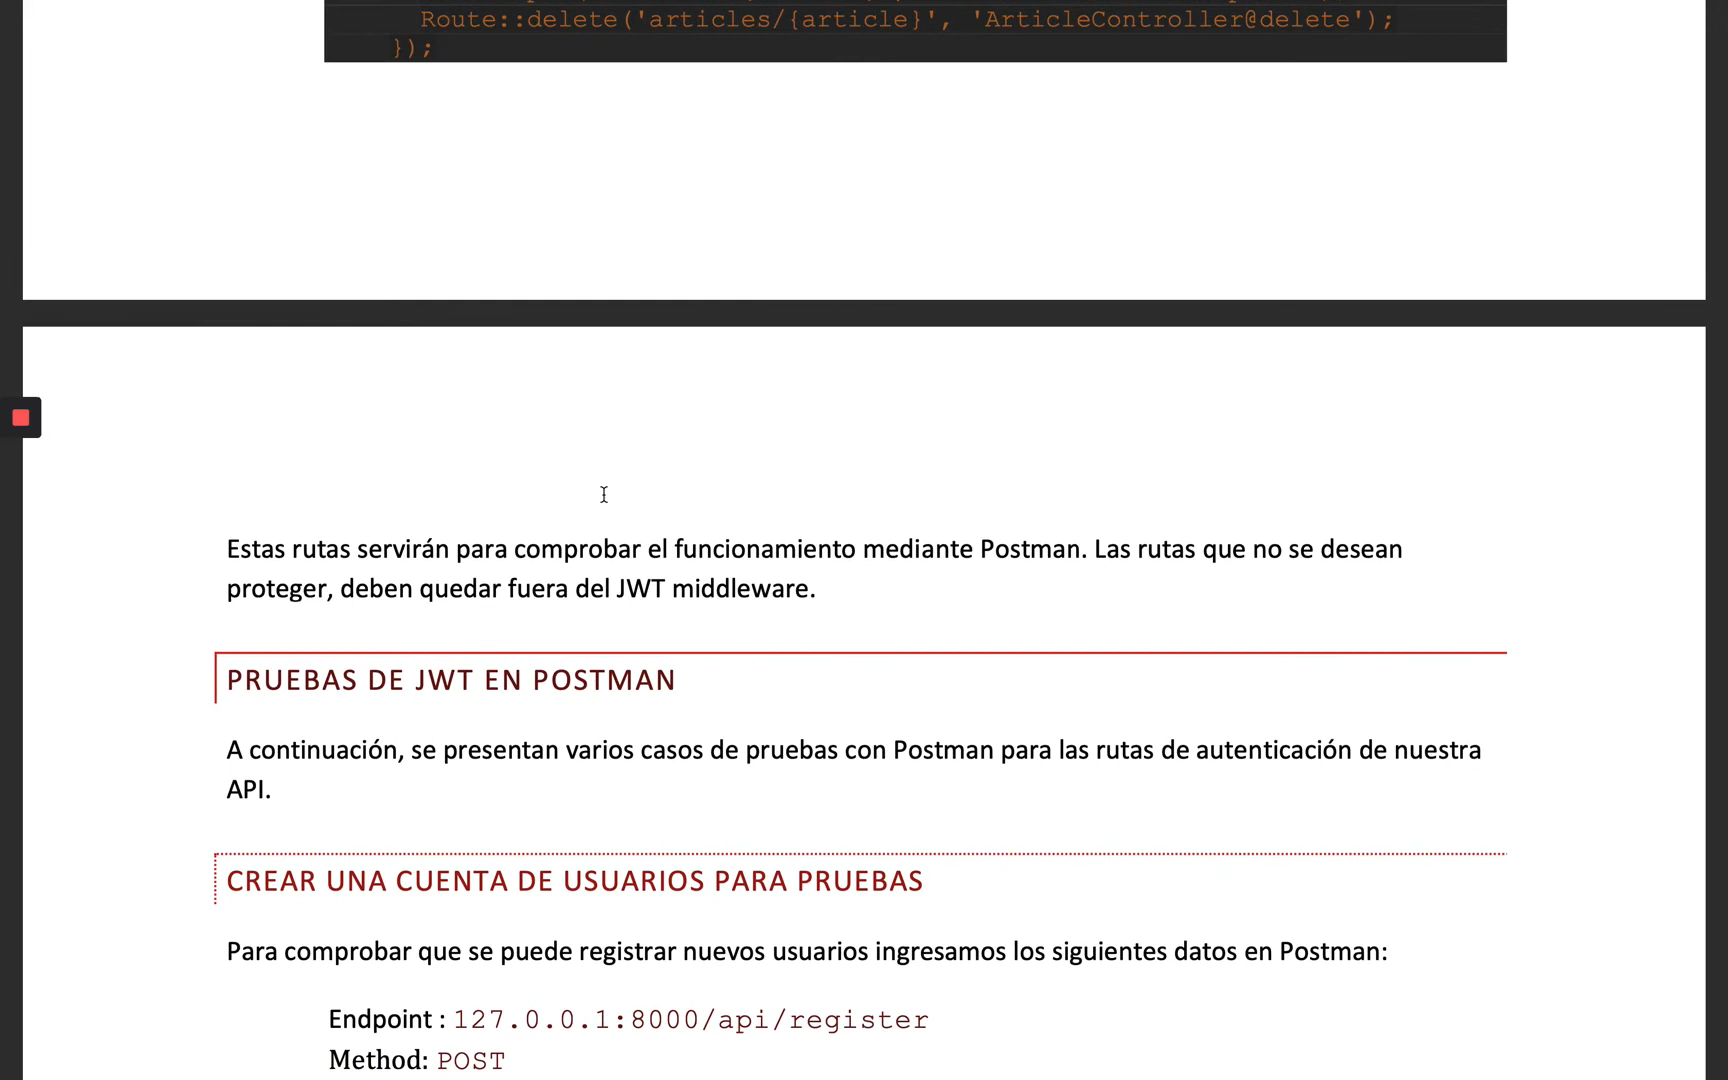 Route::delete('articles/{article}', 'ArticleController@delete');
});
Estas rutas servirán para comprobar el funcionamiento mediante Postman. Las rutas que no se desean
proteger, deben quedar fuera del JWT middleware.
PRUEBAS DE JWT EN POSTMAN
A continuación, se presentan varios casos de pruebas con Postman para las rutas de autenticación de nuestra
API.
CREAR UNA CUENTA DE USUARIOS PARA PRUEBAS
Para comprobar que se puede registrar nuevos usuarios ingresamos los siguientes datos en Postman:
Endpoint : 127.0.0.1:8000/api/register
Method: POST